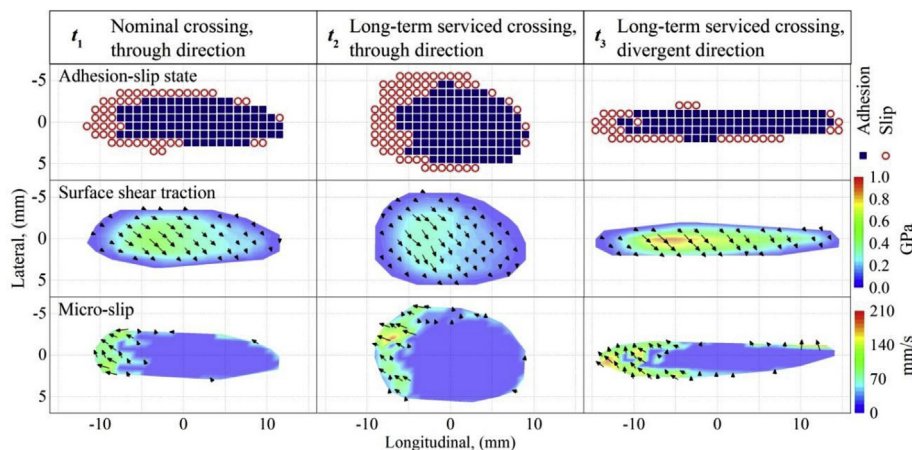 t1 Nominal crossing, through direction
t2 Long-term serviced crossing, through direction
t3 Long-term serviced crossing, divergent direction
Adhesion-slip state
-5
0
5
Adhesion
Slip
Surface shear traction
-5
0
5
1.0
0.8
0.6
0.4
0.2
0.0
GPa
Micro-slip
-5
0
5
210
140
70
0
mm/s
Lateral, (mm)
-10 0 10 -10 0 10 -10 0 10
Longitudinal, (mm)